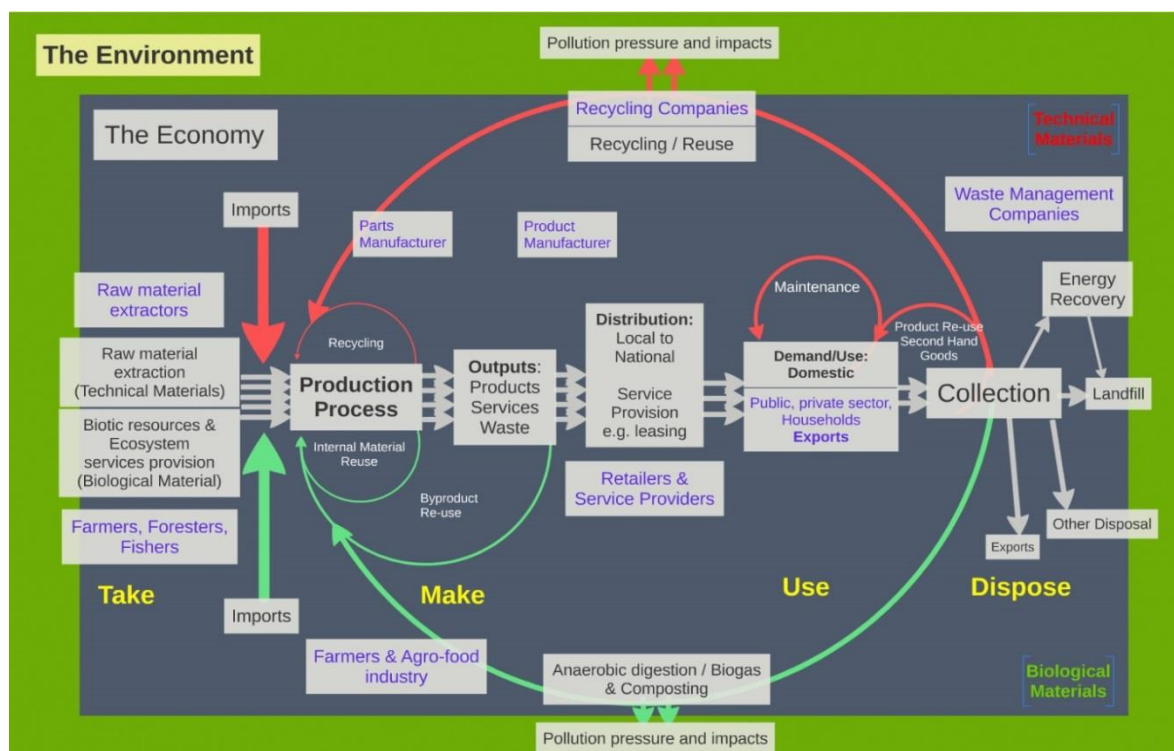 The Environment
Pollution pressure and impacts
The Economy
Recycling Companies
Recycling / Reuse
Technical
Materials
Waste Management
Companies
Imports
Parts
Manufacturer
Product
Manufacturer
Raw material
extractors
Raw material
extraction
(Technical Materials)
Biotic resources &
Ecosystem
services provision
(Biological Material)
Farmers, Foresters,
Fishers
Recycling
Production
Process
Internal Material
Reuse
Outputs:
Products
Services
Waste
Byproduct
Re-use
Distribution:
Local to
National
Service
Provision
e.g. leasing
Retailers &
Service Providers
Maintenance
Product Re-use
Second Hand
Goods
Demand/Use:
Domestic
Public, private sector,
Households
Exports
Collection
Energy
Recovery
Landfill
Other Disposal
Exports
Take
Make
Use
Dispose
Imports
Farmers & Agro-food
industry
Anaerobic digestion / Biogas
& Composting
Biological
Materials
Pollution pressure and impacts